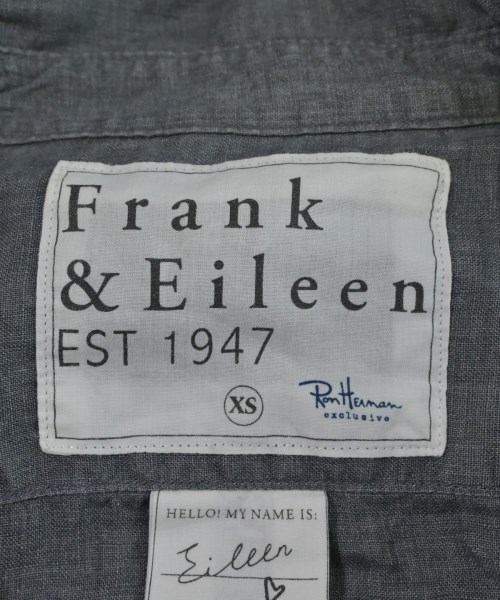 Frank
& Eileen
EST 1947
XS
Ron Herman
exclusive
HELLO! MY NAME IS:
Eileen